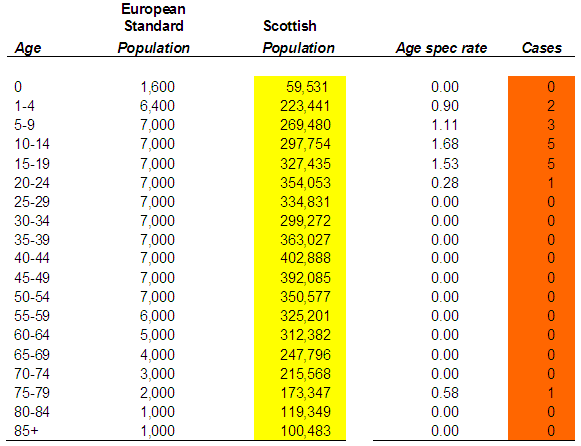 European
Standard Scottish
Age Population Population Age spec rate Cases
0 1,600 59,531 0.00 0
1-4 6,400 223,441 0.90 2
5-9 7,000 269,480 1.11 3
10-14 7,000 297,754 1.68 5
15-19 7,000 327,435 1.53 5
20-24 7,000 354,053 0.28 1
25-29 7,000 334,831 0.00 0
30-34 7,000 299,272 0.00 0
35-39 7,000 363,027 0.00 0
40-44 7,000 402,888 0.00 0
45-49 7,000 392,085 0.00 0
50-54 7,000 350,577 0.00 0
55-59 6,000 325,201 0.00 0
60-64 5,000 312,382 0.00 0
65-69 4,000 247,796 0.00 0
70-74 3,000 215,568 0.00 0
75-79 2,000 173,347 0.58 1
80-84 1,000 119,349 0.00 0
85+ 1,000 100,483 0.00 0